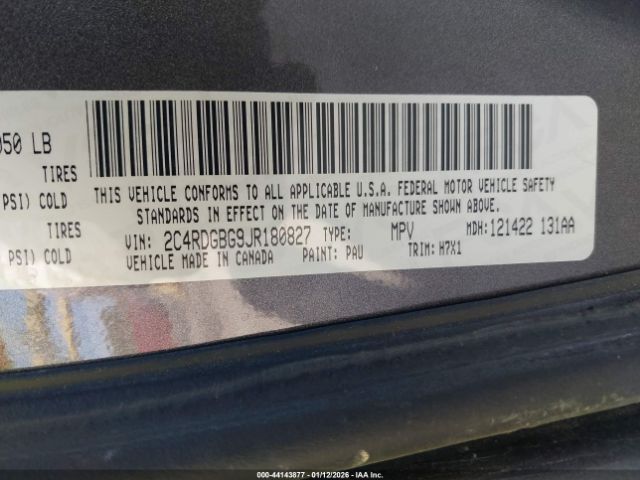 050 LB
TIRES
PSI) COLD
TIRES
PSI) COLD
THIS VEHICLE CONFORMS TO ALL APPLICABLE U.S.A. FEDERAL MOTOR VEHICLE SAFETY
STANDARDS IN EFFECT ON THE DATE OF MANUFACTURE SHOWN ABOVE.
VIN: 2C4RDGBG9JR180827 TYPE: MPV MDH: 121422 131AA
VEHICLE MADE IN CANADA PAINT: PAU TRIM: H7X1
000-44143877 - 01/12/2026 - IAA Inc.